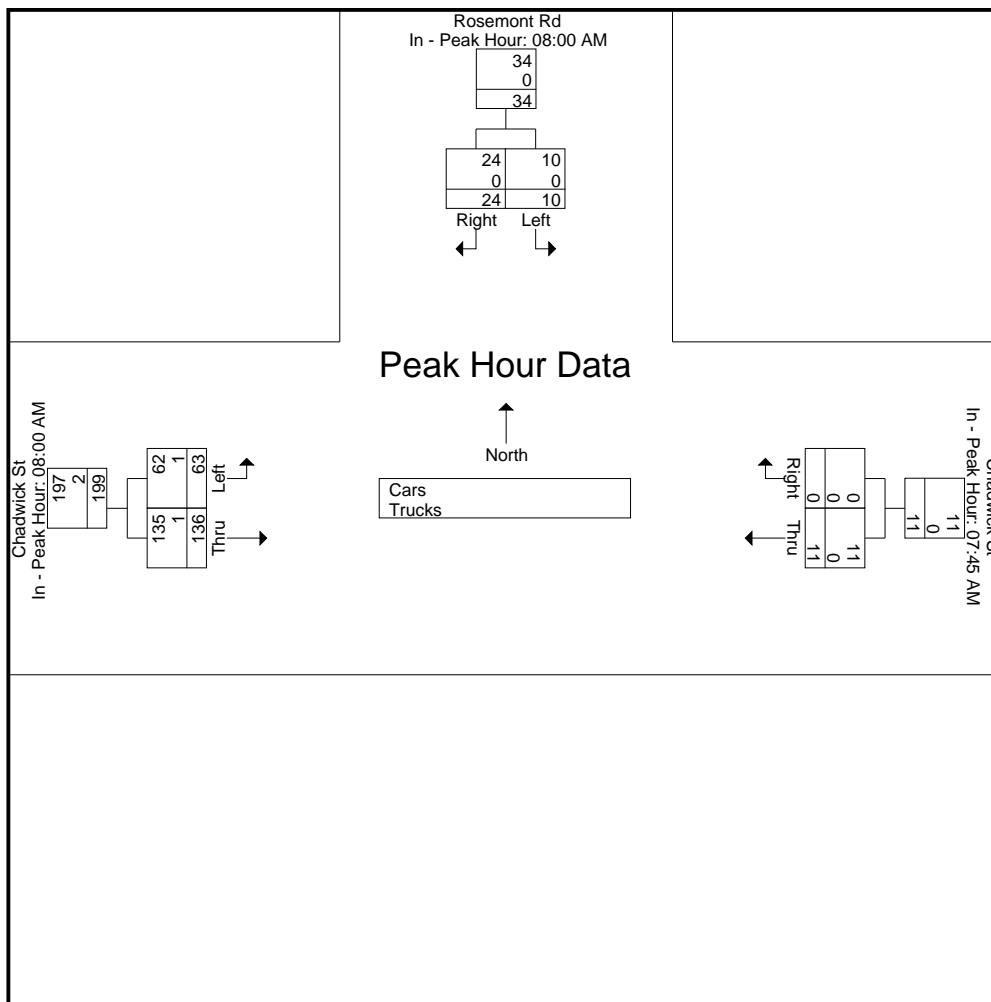 Rosemont Rd
In - Peak Hour: 08:00 AM
34
0
34
24 10
0 0
24 10
Right Left
Peak Hour Data
North
Cars
Trucks
Chadwick St
In - Peak Hour: 08:00 AM
197
2
199
62 135
1 1
63 136
Left Thru
Chadwick St
In - Peak Hour: 07:45 AM
11
0
11
0 11
0 0
0 11
Right Thru